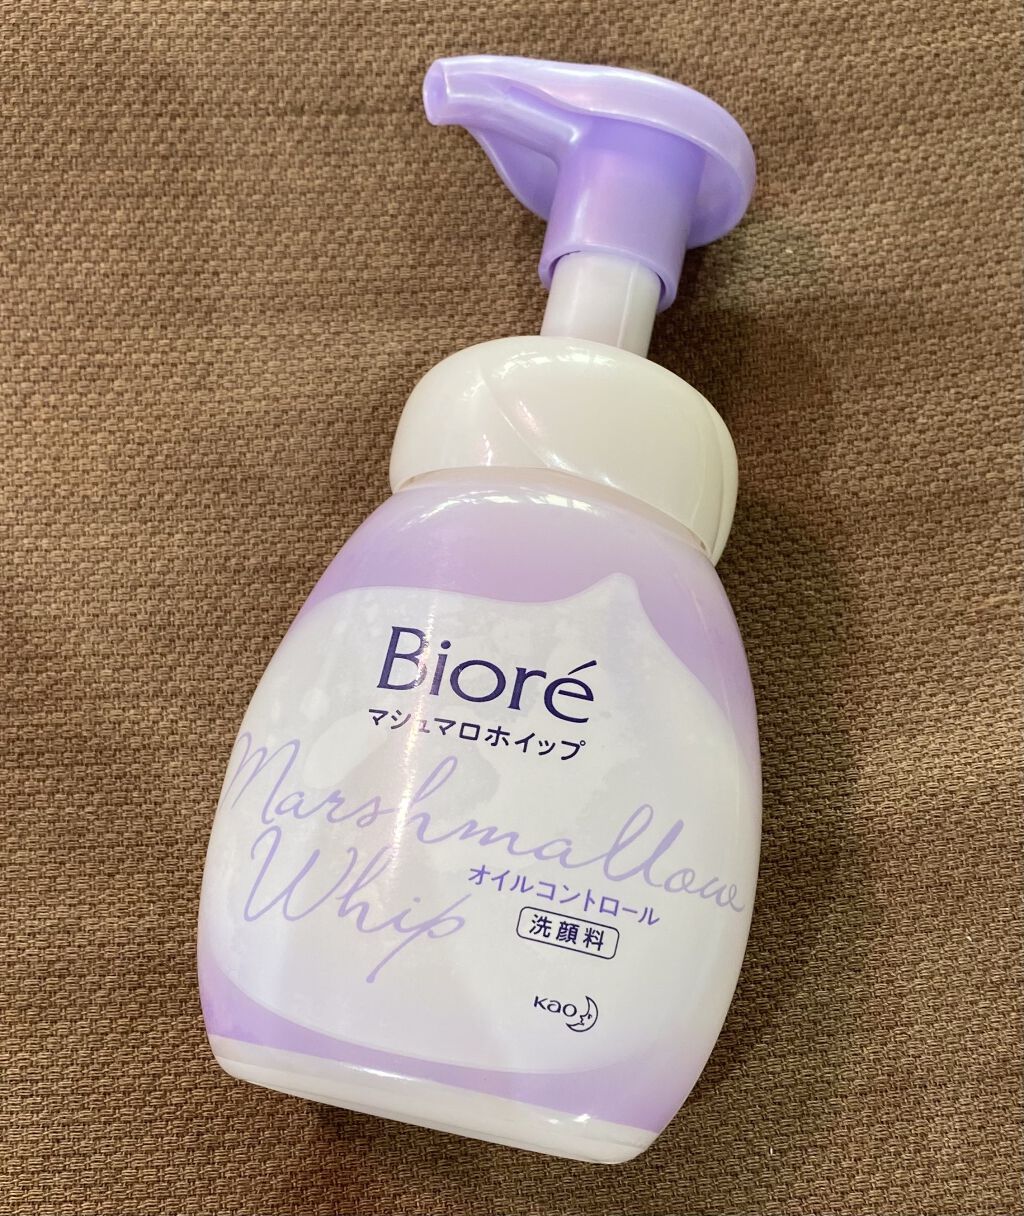 Bioré
マシュマロホイップ
Marshmallow
Whip
オイルコントロール
洗顔料
Kao